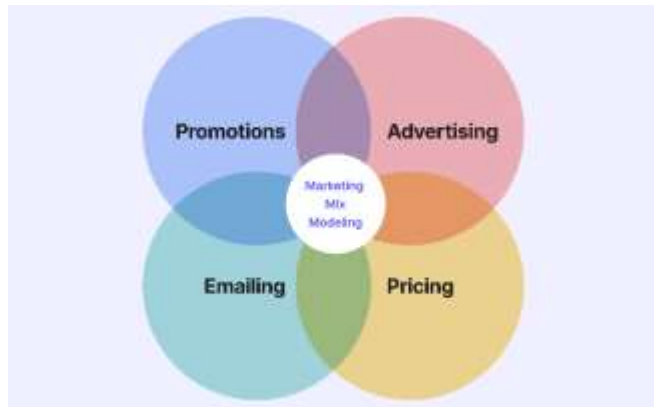 Promotions
Advertising
Marketing
Mix
Modeling
Emailing
Pricing